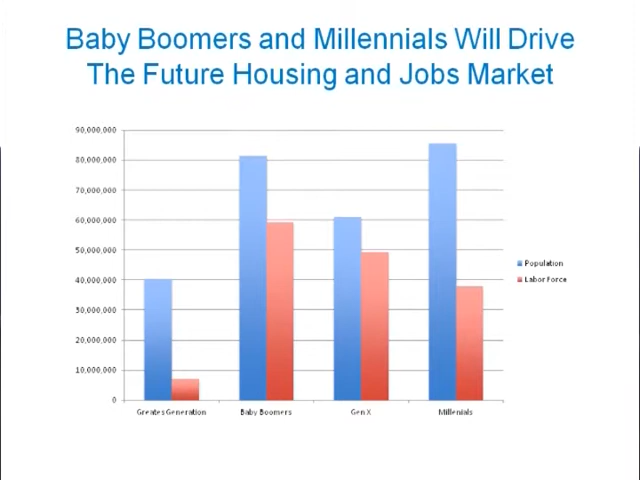 Baby Boomers and Millennials Will Drive
The Future Housing and Jobs Market
90,000,000
80,000,000
70,000,000
60,000,000
50,000,000
40,000,000
30,000,000
20,000,000
10,000,000
0
Population
Labor Force
Greates Generation
Baby Boomers
Gen X
Millenials